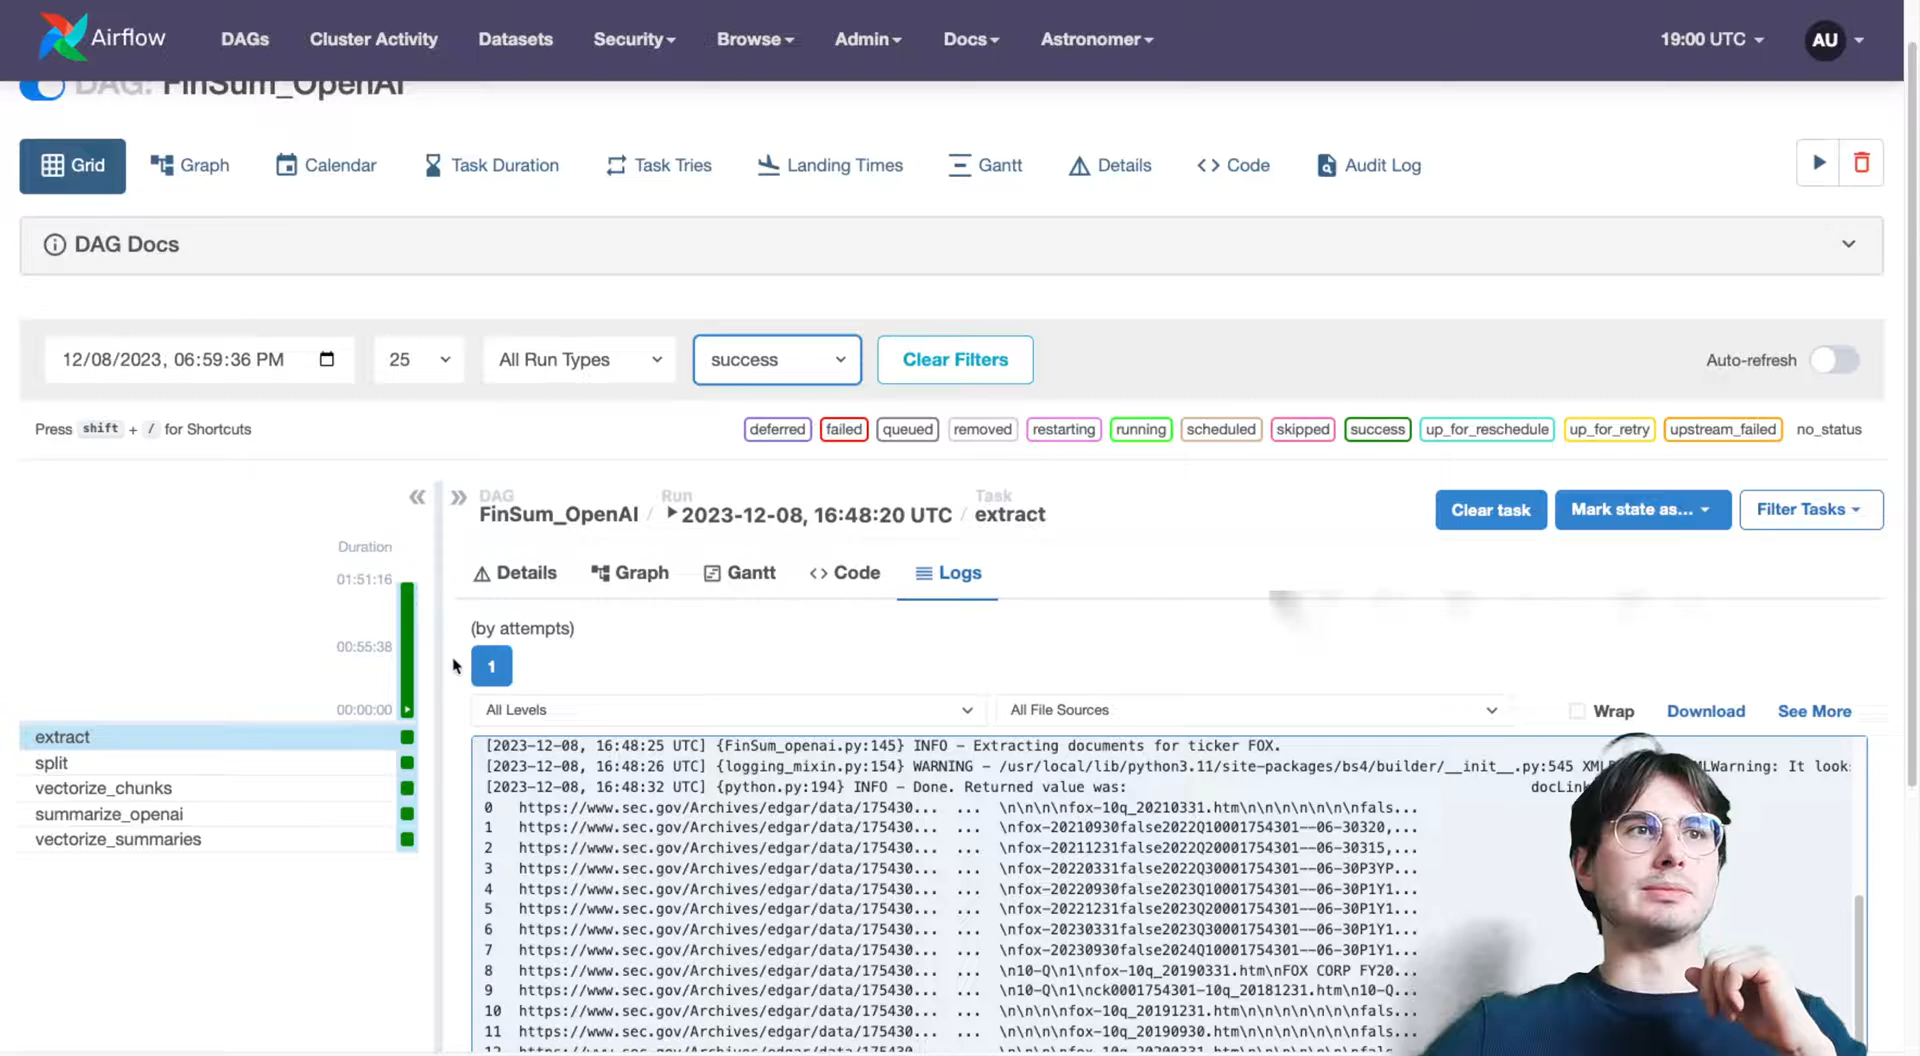 Airflow DAGs Cluster Activity Datasets Security Browse Admin Docs Astronomer 19:00 UTC AU
DAG: FinSum_OpenAI
Grid Graph Calendar Task Duration Task Tries Landing Times Gantt Details Code Audit Log
DAG Docs
12/08/2023, 06:59:36 PM 25 All Run Types success Clear Filters Auto-refresh
Press shift + / for Shortcuts deferred failed queued removed restarting running scheduled skipped success up_for_reschedule up_for_retry upstream_failed no_status
DAG Run Task
FinSum_OpenAI / 2023-12-08, 16:48:20 UTC / extract Clear task Mark state as... Filter Tasks
Duration
01:51:16
00:55:38
00:00:00
extract
split
vectorize_chunks
summarize_openai
vectorize_summaries
Details Graph Gantt Code Logs
(by attempts)
1
All Levels All File Sources Wrap Download See More
[2023-12-08, 16:48:25 UTC] {FinSum_openai.py:145} INFO - Extracting documents for ticker FOX.
[2023-12-08, 16:48:26 UTC] {logging_mixin.py:154} WARNING - /usr/local/lib/python3.11/site-packages/bs4/builder/__init__.py:545 XMLP MLWarning: It looks
[2023-12-08, 16:48:32 UTC] {python.py:194} INFO - Done. Returned value was: docLink
0 https://www.sec.gov/Archives/edgar/data/175430... ... \n\n\n\nfox-10q_20210331.htm\n\n\n\n\n\n\nfals...
1 https://www.sec.gov/Archives/edgar/data/175430... ... \nfox-20210930false2022Q10001754301--06-30320,...
2 https://www.sec.gov/Archives/edgar/data/175430... ... \nfox-20211231false2022Q20001754301--06-30315,...
3 https://www.sec.gov/Archives/edgar/data/175430... ... \nfox-20220331false2022Q30001754301--06-30P3YP...
4 https://www.sec.gov/Archives/edgar/data/175430... ... \nfox-20220930false2023Q10001754301--06-30P1Y1...
5 https://www.sec.gov/Archives/edgar/data/175430... ... \nfox-20221231false2023Q20001754301--06-30P1Y1...
6 https://www.sec.gov/Archives/edgar/data/175430... ... \nfox-20230331false2023Q30001754301--06-30P1Y1...
7 https://www.sec.gov/Archives/edgar/data/175430... ... \nfox-20230930false2024Q10001754301--06-30P1Y1...
8 https://www.sec.gov/Archives/edgar/data/175430... ... \n10-Q\n1\nfox-10q_20190331.htm\nFOX CORP FY20...
9 https://www.sec.gov/Archives/edgar/data/175430... ... \n10-Q\n1\nck0001754301-10q_20181231.htm\n10-Q...
10 https://www.sec.gov/Archives/edgar/data/175430... ... \n\n\n\nfox-10q_20191231.htm\n\n\n\n\n\n\nfals...
11 https://www.sec.gov/Archives/edgar/data/175430... ... \n\n\n\nfox-10q_20190930.htm\n\n\n\n\n\n\nfals...